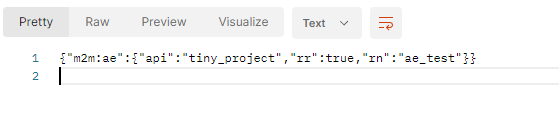 Pretty Raw Preview Visualize Text
1 {"m2m:ae":{"api":"tiny_project","rr":true,"rn":"ae_test"}}
2